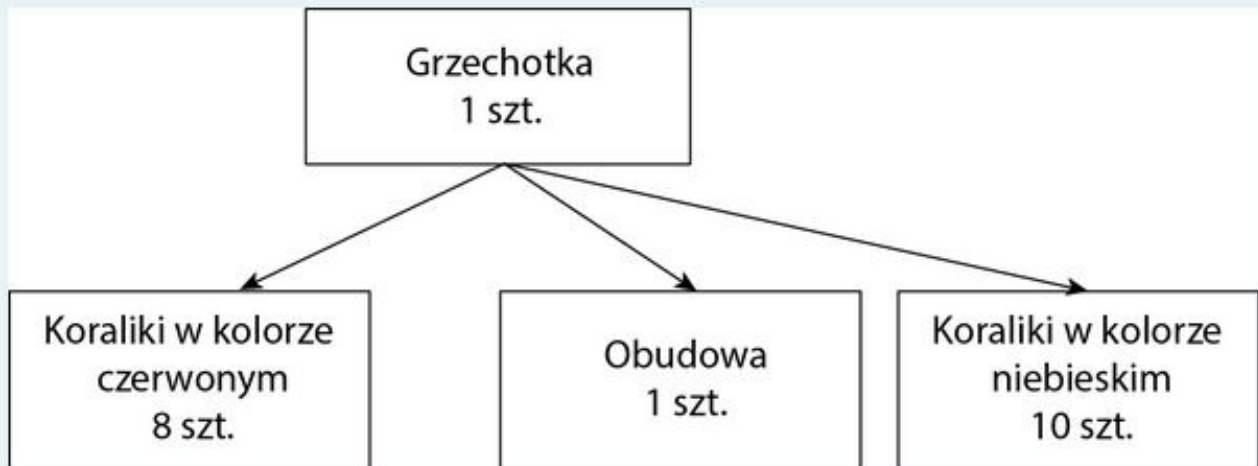 Grzechotka
1 szt.
Koraliki w kolorze
czerwonym
8 szt.
Obudowa
1 szt.
Koraliki w kolorze
niebieskim
10 szt.